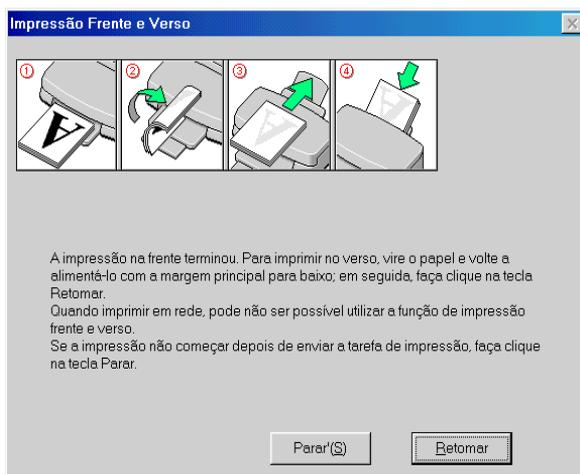 Impressão Frente e Verso
1 2 3 4
A A A A
A impressão na frente terminou. Para imprimir no verso, vire o papel e volte a
alimentá-lo com a margem principal para baixo; em seguida, faça clique na tecla
Retomar.
Quando imprimir em rede, pode não ser possível utilizar a função de impressão
frente e verso.
Se a impressão não começar depois de enviar a tarefa de impressão, faça clique
na tecla Parar.
Parar'(S) Retomar